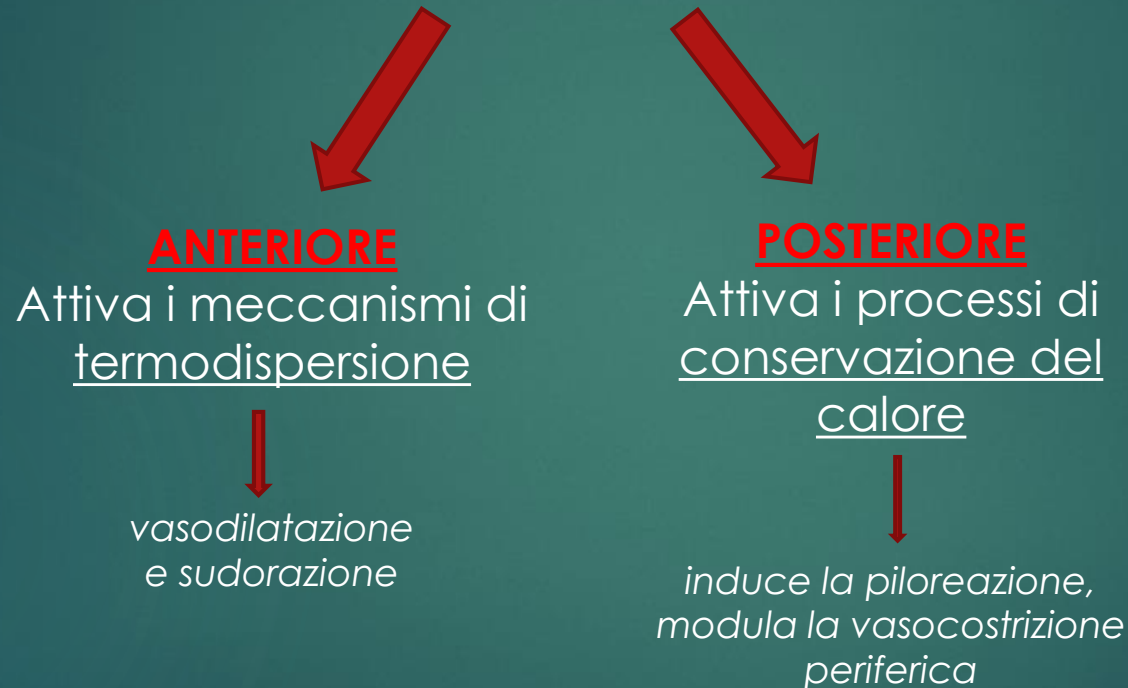 ANTERIORE
Attiva i meccanismi di
termodispersione
vasodilatazione
e sudorazione
POSTERIORE
Attiva i processi di
conservazione del
calore
induce la piloreazione,
modula la vasocostrizione
periferica